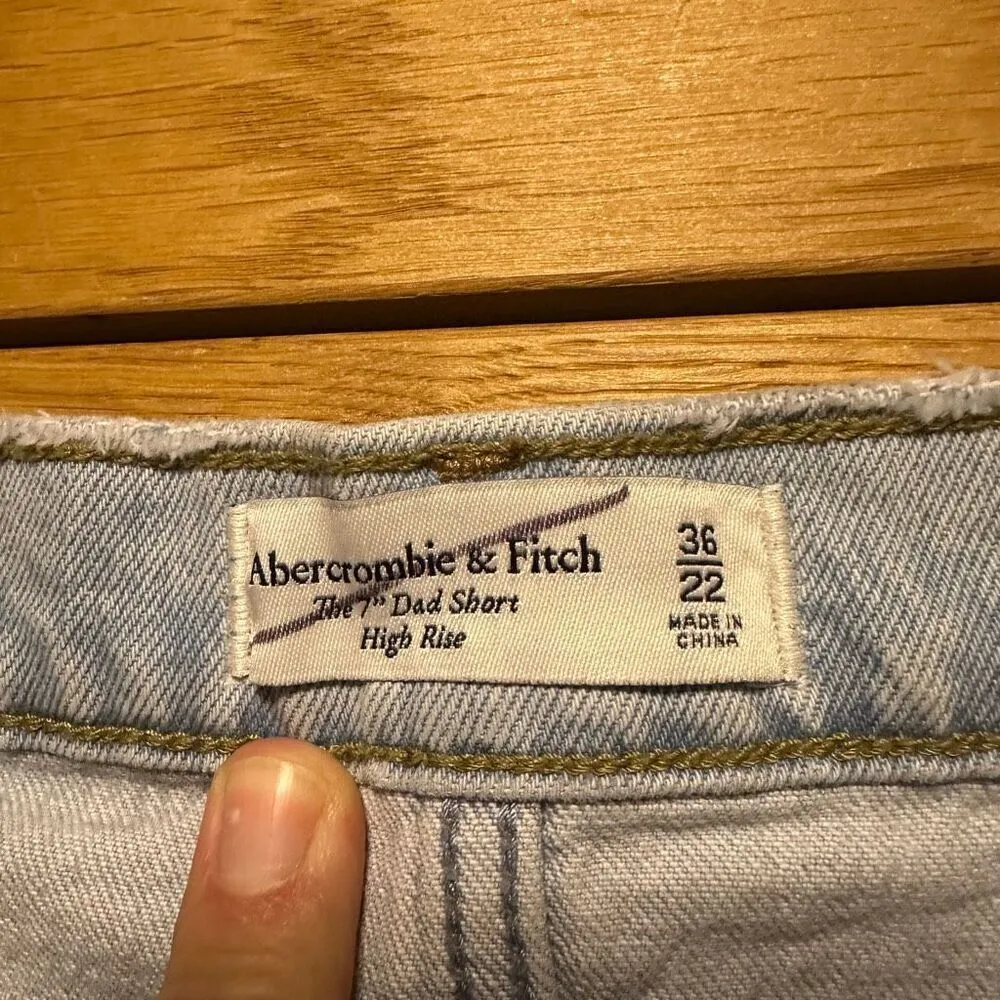 Abercrombie & Fitch
The 7" Dad Short
High Rise
36
22
MADE IN
CHINA